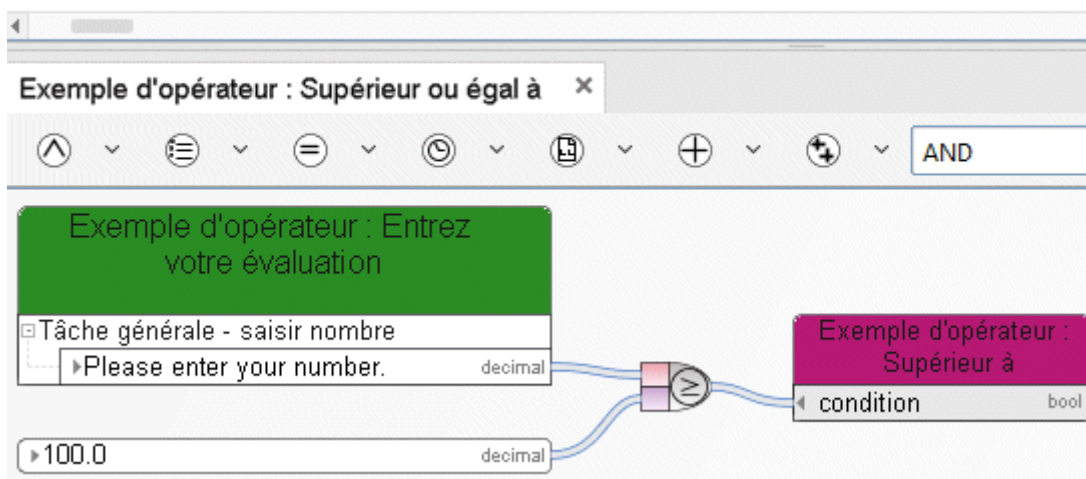 Exemple d'opérateur : Supérieur ou égal à ×
AND
Exemple d'opérateur : Entrez
votre évaluation
Tâche générale - saisir nombre
Please enter your number. decimal
100.0 decimal
≥
Exemple d'opérateur :
Supérieur à
condition bool